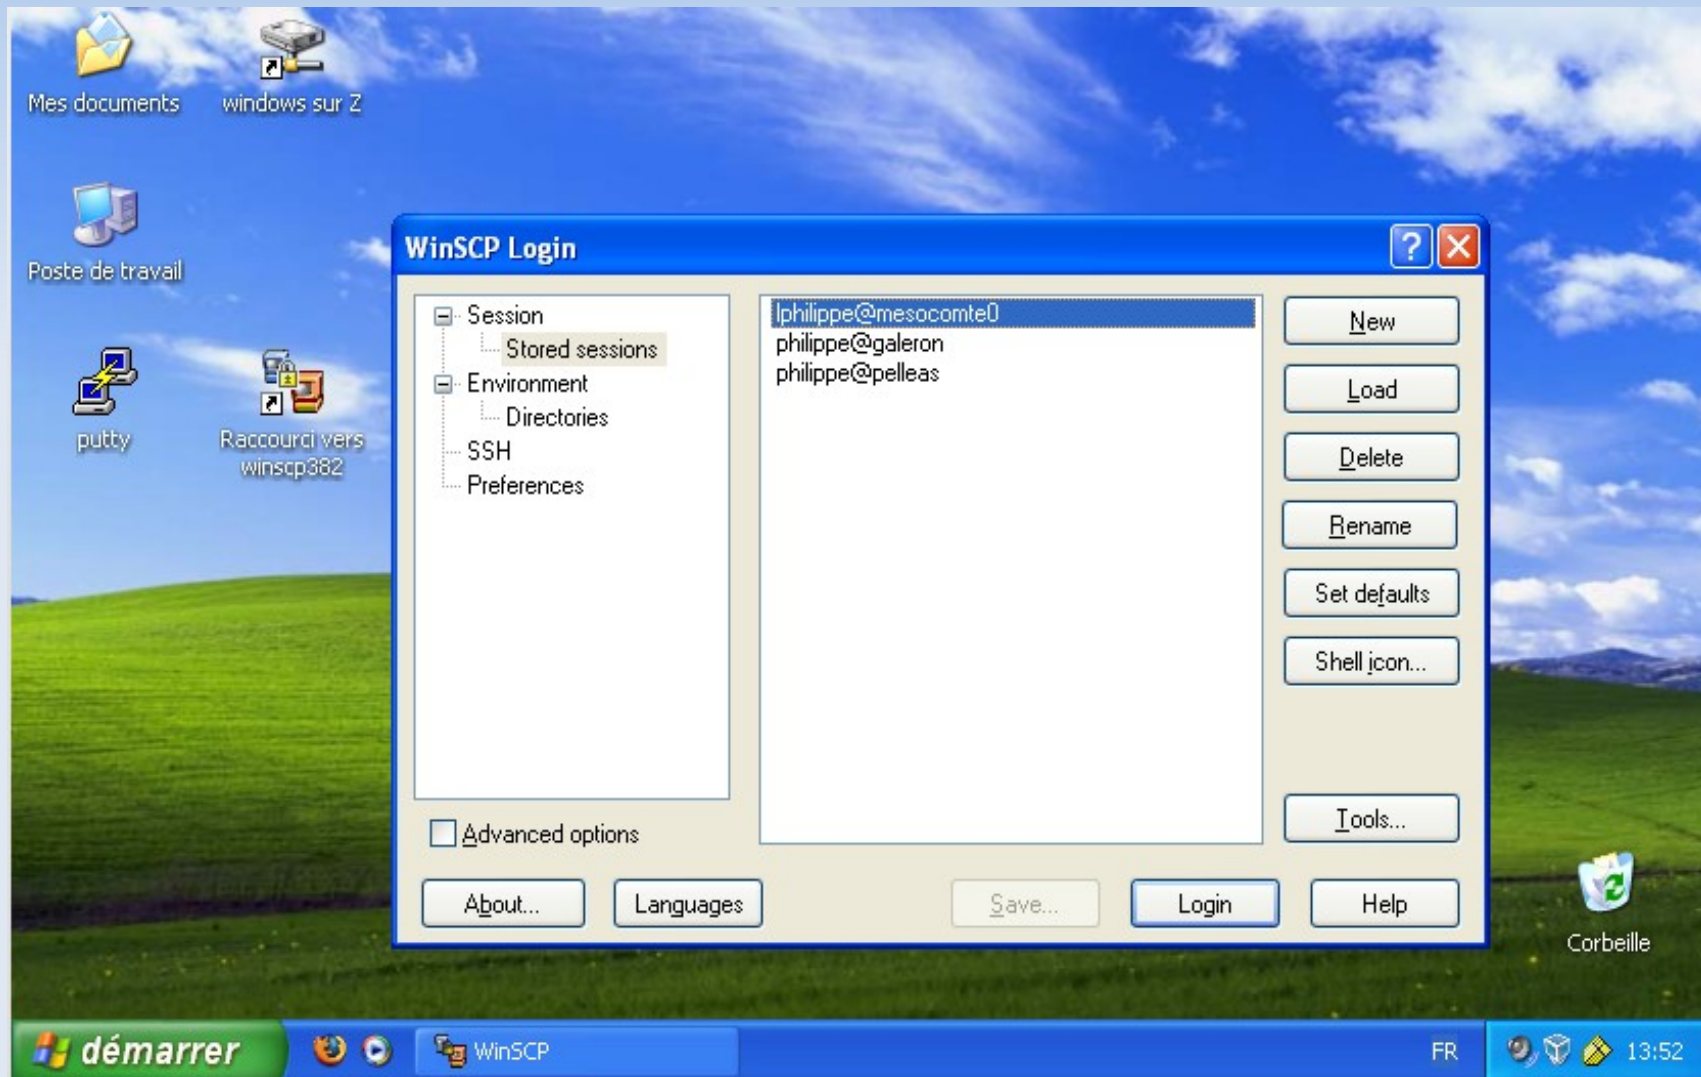 Mes documents
windows sur Z
Poste de travail
putty
Raccourci vers
winscp382
WinSCP Login
Session
Stored sessions
Environment
Directories
SSH
Preferences
lphilippe@mesocomte0
philippe@galeron
philippe@pelleas
New
Load
Delete
Rename
Set defaults
Shell icon...
Tools...
Advanced options
About...
Languages
Save...
Login
Help
Corbeille
démarrer
WinSCP
FR
13:52